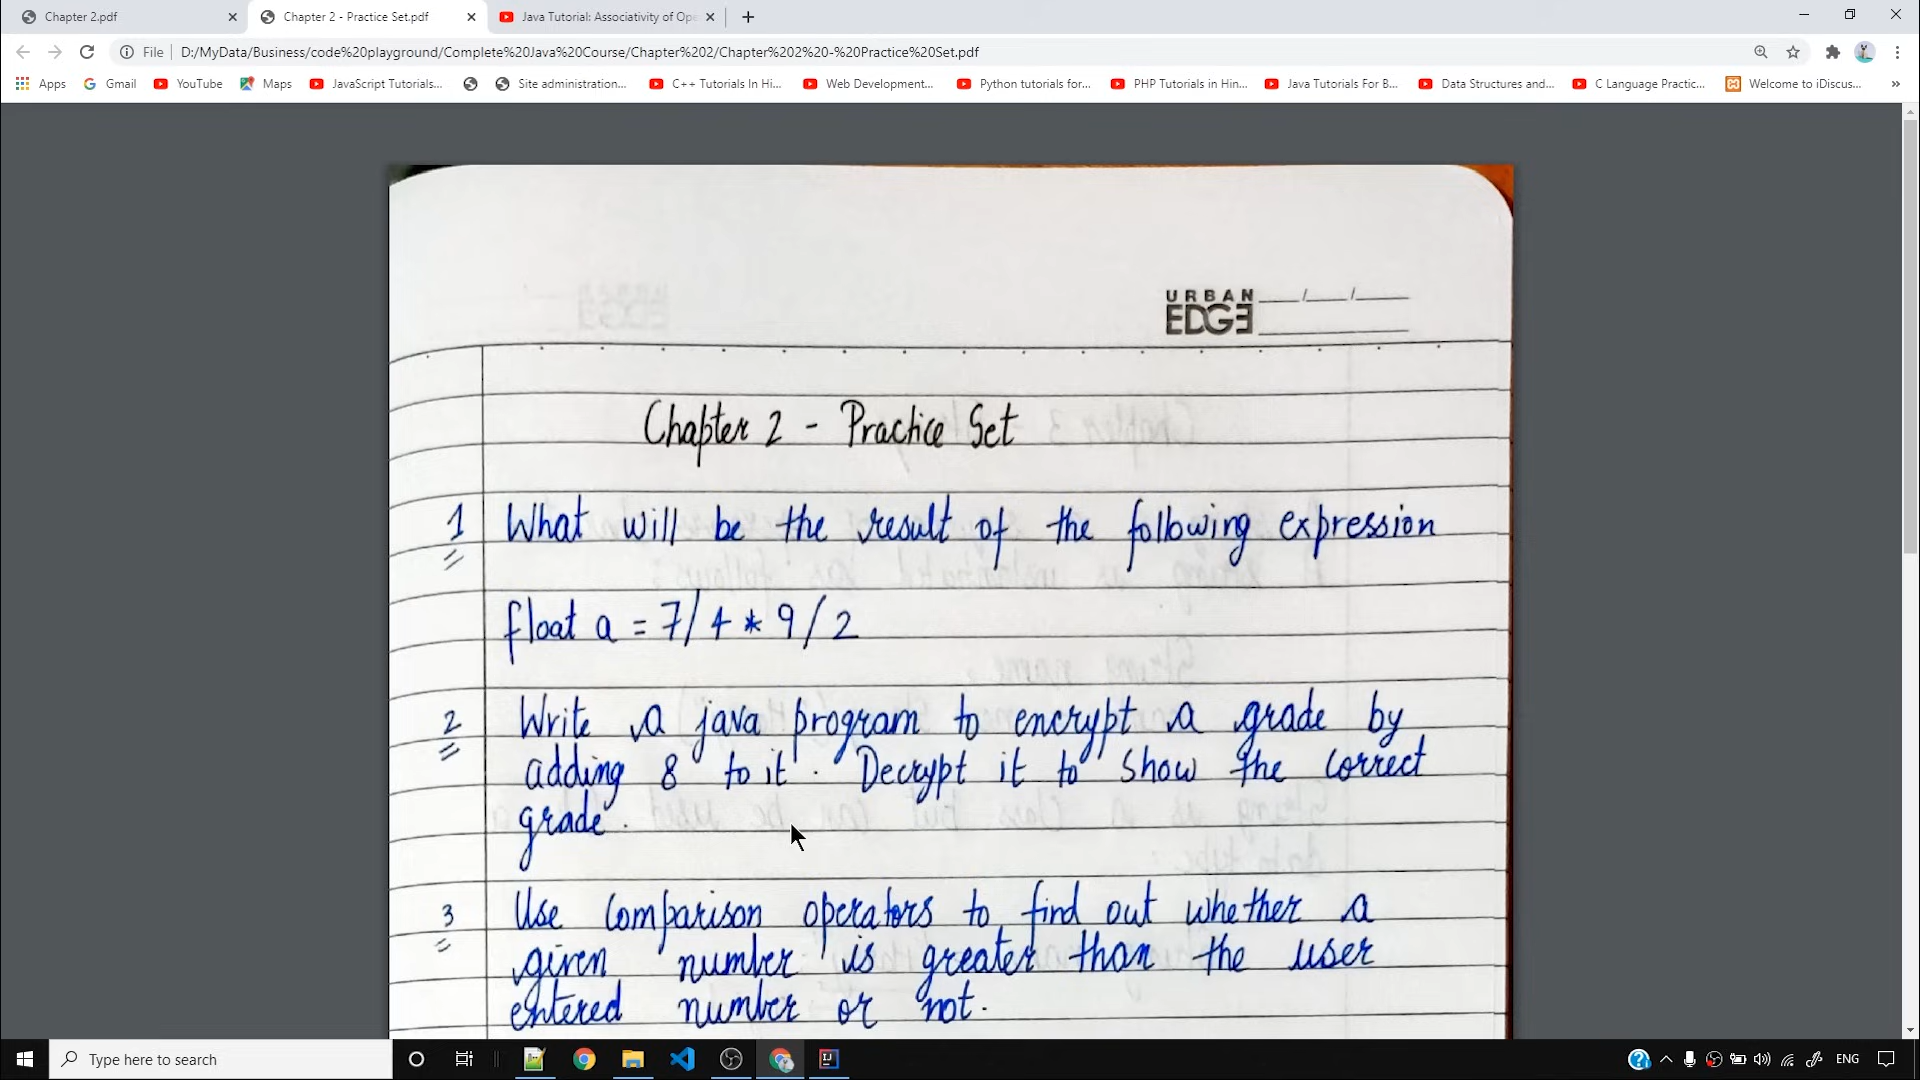 Chapter 2.pdf
Chapter 2 - Practice Set.pdf
Java Tutorial: Associativity of Ope
File | D:/MyData/Business/code%20playground/Complete%20Java%20Course/Chapter%202/Chapter%202%20-%20Practice%20Set.pdf
Apps Gmail YouTube Maps JavaScript Tutorials... Site administration... C++ Tutorials In Hi... Web Development... Python tutorials for... PHP Tutorials in Hin... Java Tutorials For B... Data Structures and... C Language Practic... Welcome to iDiscus... »
URBAN
EDGE
Chapter 2 - Practice Set
1 What will be the result of the following expression
float a = 7/4 * 9/2
2 Write a java program to encrypt a grade by
adding 8 to it. Decrypt it to show the correct
grade.
3 Use comparison operators to find out whether a
given number is greater than the user
entered number or not.
Type here to search
ENG